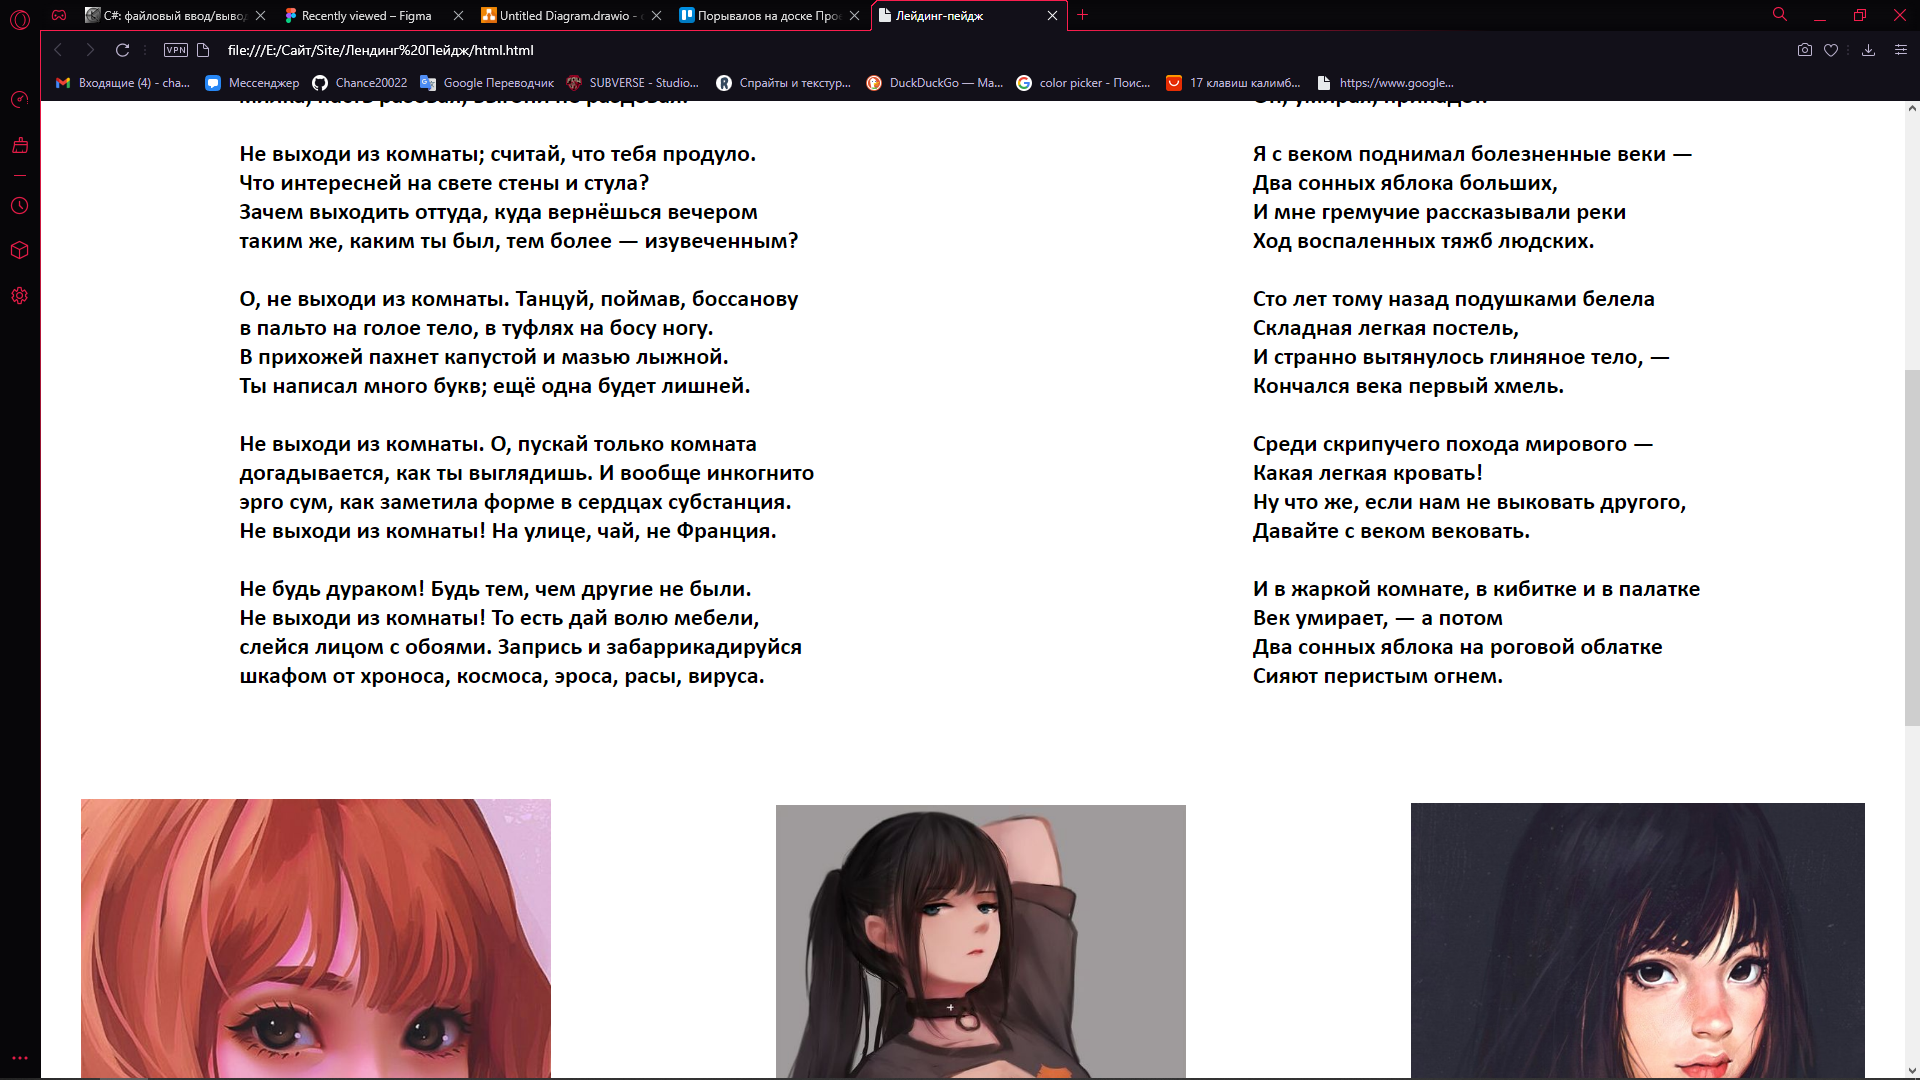 C#: файловый ввод/вывод
Recently viewed – Figma
Untitled Diagram.drawio -
Порывалов на доске Прое
Лейдинг-пейдж
VPN
file:///E:/Сайт/Site/Лендинг%20Пейдж/html.html
Входящие (4) - cha...
Мессенджер
Chance20022
Google Переводчик
SUBVERSE - Studio...
Спрайты и текстур...
DuckDuckGo — Ma...
color picker - Поис...
17 клавиш калимб...
https://www.google...
Не выходи из комнаты; считай, что тебя продуло.
Что интересней на свете стены и стула?
Зачем выходить оттуда, куда вернёшься вечером
таким же, каким ты был, тем более — изувеченным?
О, не выходи из комнаты. Танцуй, поймав, боссанову
в пальто на голое тело, в туфлях на босу ногу.
В прихожей пахнет капустой и мазью лыжной.
Ты написал много букв; ещё одна будет лишней.
Не выходи из комнаты. О, пускай только комната
догадывается, как ты выглядишь. И вообще инкогнито
эрго сум, как заметила форме в сердцах субстанция.
Не выходи из комнаты! На улице, чай, не Франция.
Не будь дураком! Будь тем, чем другие не были.
Не выходи из комнаты! То есть дай волю мебели,
слейся лицом с обоями. Запрись и забаррикадируйся
шкафом от хроноса, космоса, эроса, расы, вируса.
Я с веком поднимал болезненные веки —
Два сонных яблока больших,
И мне гремучие рассказывали реки
Ход воспаленных тяжб людских.
Сто лет тому назад подушками белела
Складная легкая постель,
И странно вытянулось глиняное тело, —
Кончался века первый хмель.
Среди скрипучего похода мирового —
Какая легкая кровать!
Ну что же, если нам не выковать другого,
Давайте с веком вековать.
И в жаркой комнате, в кибитке и в палатке
Век умирает, — а потом
Два сонных яблока на роговой облатке
Сияют перистым огнем.